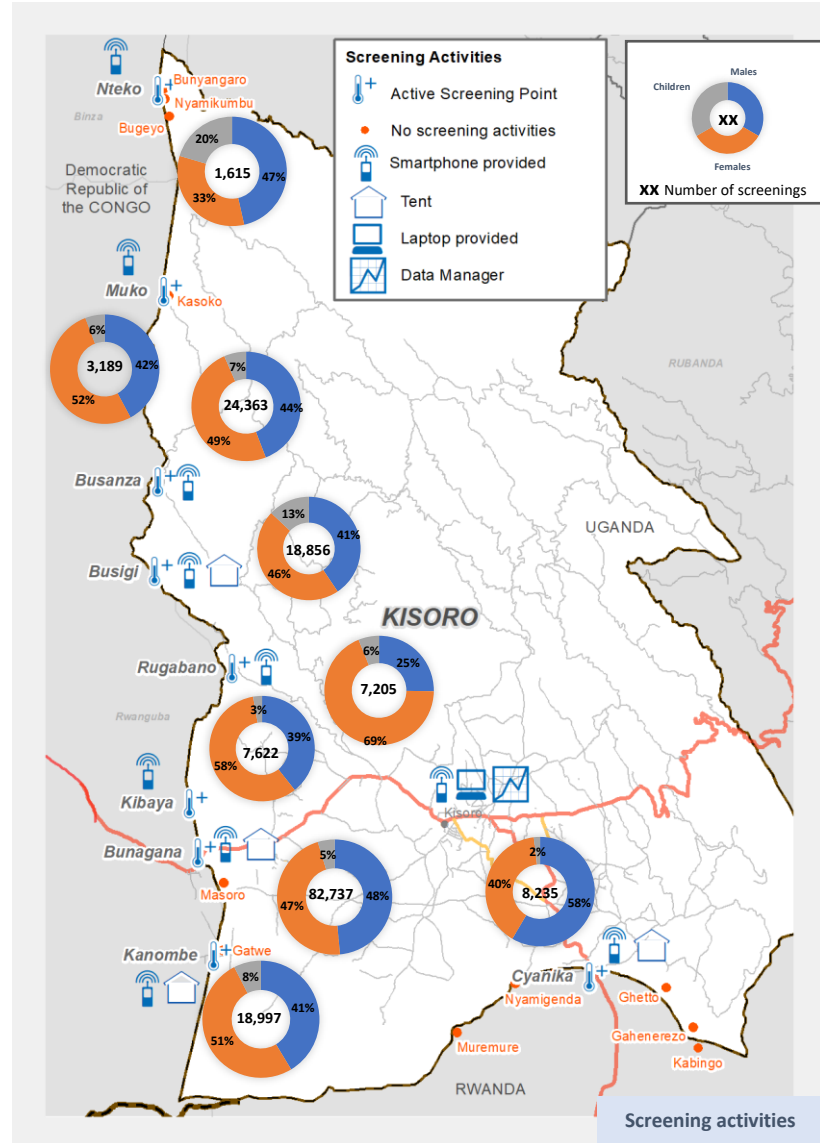 Nteko
Bunyangaro
Nyamikumbu
Binza
Bugeyo
Democratic
Republic of
the CONGO
20%
1,615
47%
33%
Screening Activities
Active Screening Point
No screening activities
Smartphone provided
Tent
Laptop provided
Data Manager
Children
Males
xx
Females
xx Number of screenings
Muko
Kasoko
6%
3,189
42%
52%
7%
24,363
44%
49%
RUBANDA
Busanza
13%
18,856
41%
46%
UGANDA
Busigi
KISORO
Rugabano
6%
25%
7,205
69%
Rwanguba
3%
39%
7,622
58%
Kibaya
Kisoro
Bunagana
Masoro
5%
82,737
48%
47%
2%
40%
8,235
58%
Kanombe
Gatwe
Cyanika
Nyamigenda
Ghetto
Gahenerezo
Kabingo
Muremure
8%
41%
18,997
51%
RWANDA
Screening activities